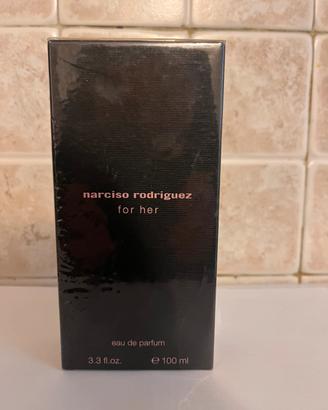 narciso rodriguez
for her
eau de parfum
3.3 fl.oz. ℮ 100 ml